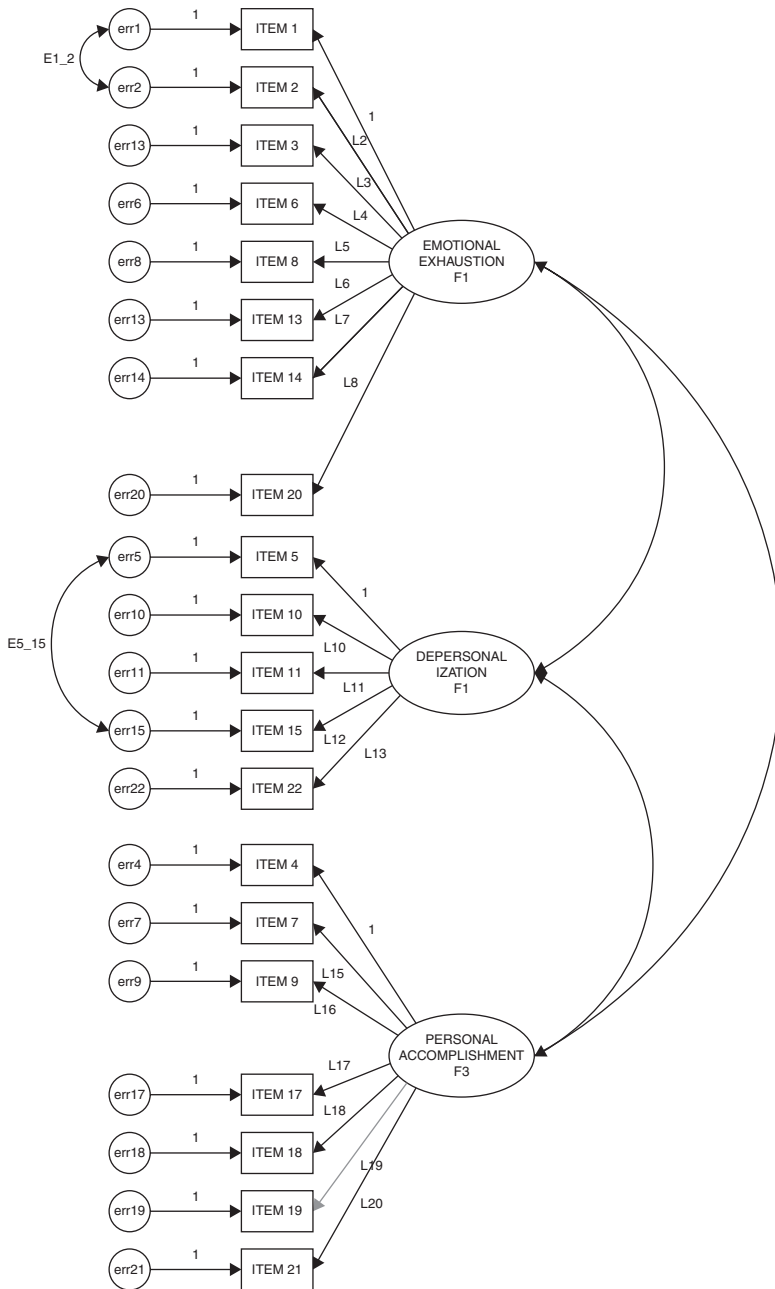 err1 1 ITEM 1
E1_2
err2 1 ITEM 2
1
L2
err13 1 ITEM 3
L3
err6 1 ITEM 6
L4
EMOTIONAL
EXHAUSTION
F1
err8 1 ITEM 8
L5
L6
err13 1 ITEM 13
L7
err14 1 ITEM 14
L8
err20 1 ITEM 20
err5 1 ITEM 5
1
err10 1 ITEM 10
E5_15
L10
DEPERSONAL
IZATION
F1
err11 1 ITEM 11
L11
err15 1 ITEM 15
L12
L13
err22 1 ITEM 22
err4 1 ITEM 4
1
err7 1 ITEM 7
L15
err9 1 ITEM 9
L16
PERSONAL
ACCOMPLISHMENT
F3
L17
err17 1 ITEM 17
L18
err18 1 ITEM 18
L19
err19 1 ITEM 19
L20
err21 1 ITEM 21